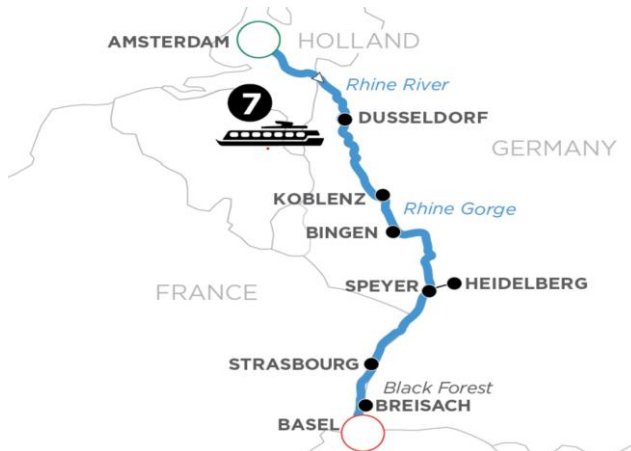 AMSTERDAM
HOLLAND
Rhine River
7
DUSSELDORF
GERMANY
KOBLENZ
Rhine Gorge
BINGEN
SPEYER
HEIDELBERG
FRANCE
STRASBOURG
Black Forest
BREISACH
BASEL